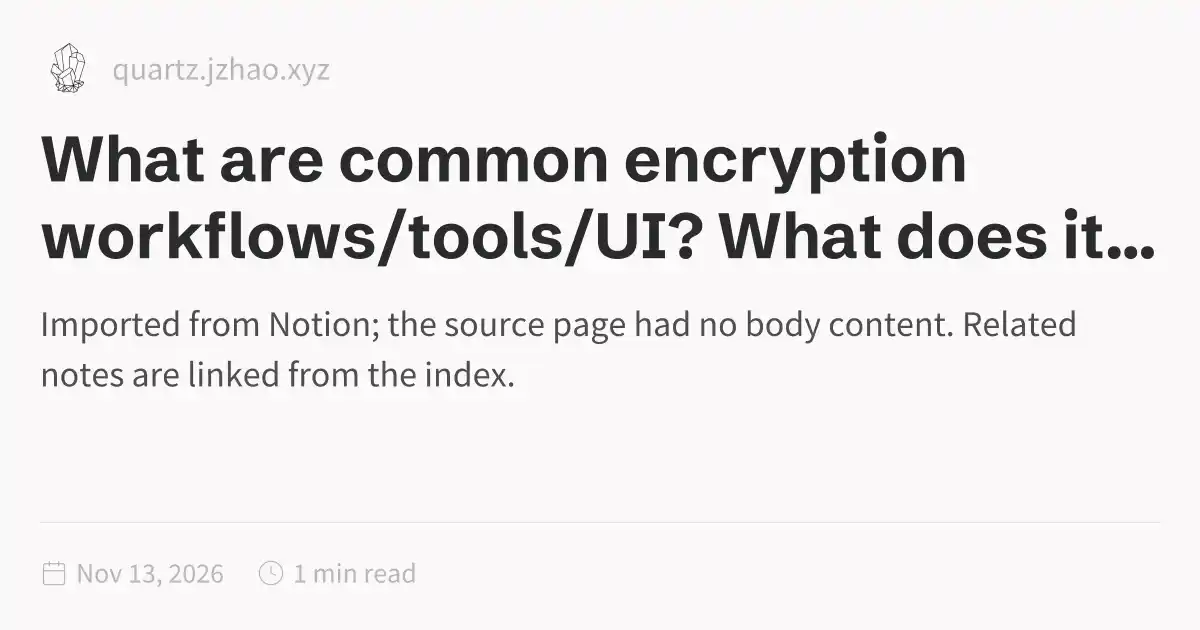 quartz.jzhao.xyz
What are common encryption
workflows/tools/UI? What does it...
Imported from Notion; the source page had no body content. Related
notes are linked from the index.
Nov 13, 2026
1 min read